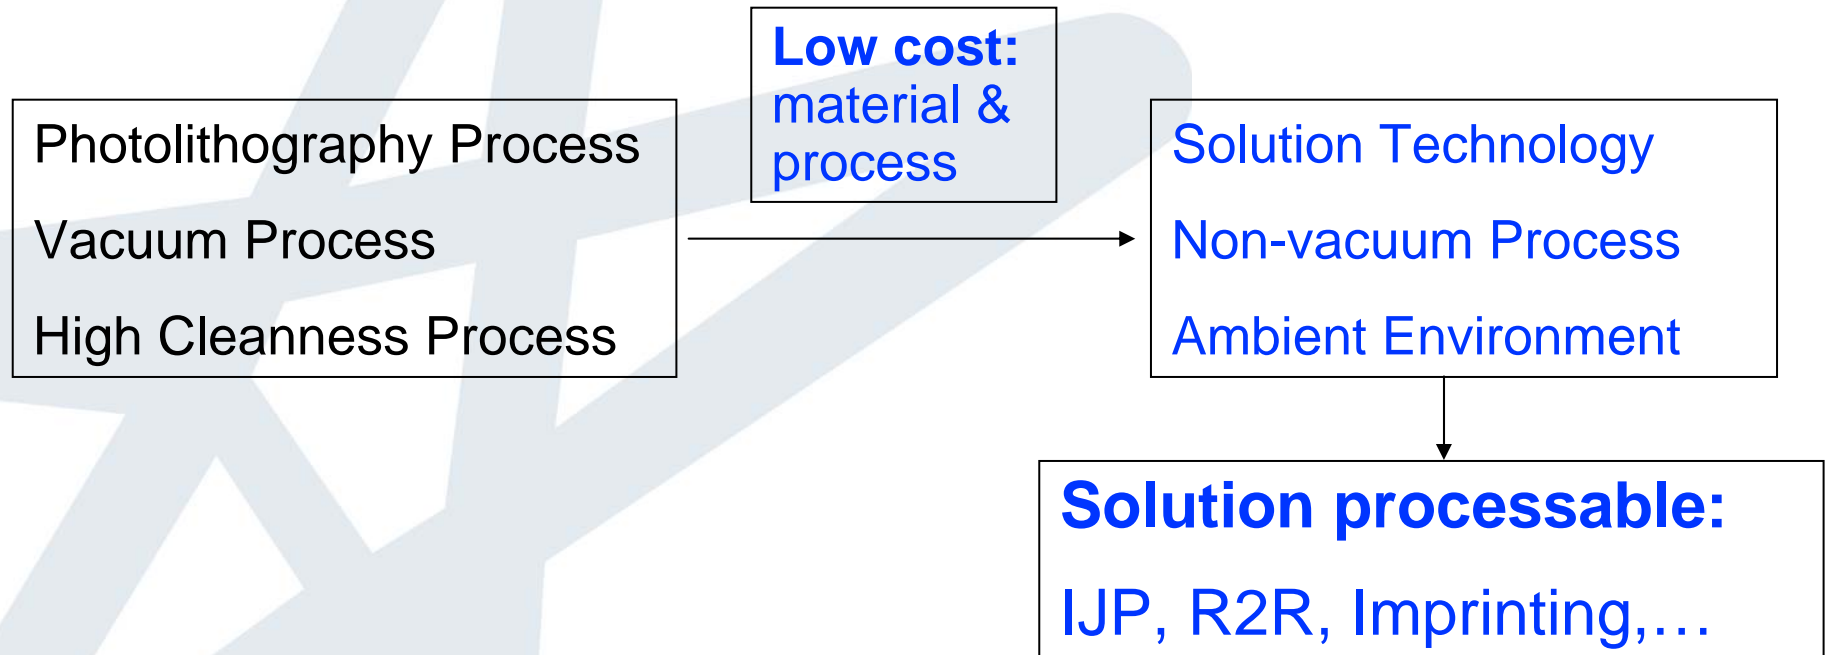 Low cost:
material &
process
Photolithography Process
Vacuum Process
High Cleanness Process
Solution Technology
Non-vacuum Process
Ambient Environment
Solution processable:
IJP, R2R, Imprinting,…